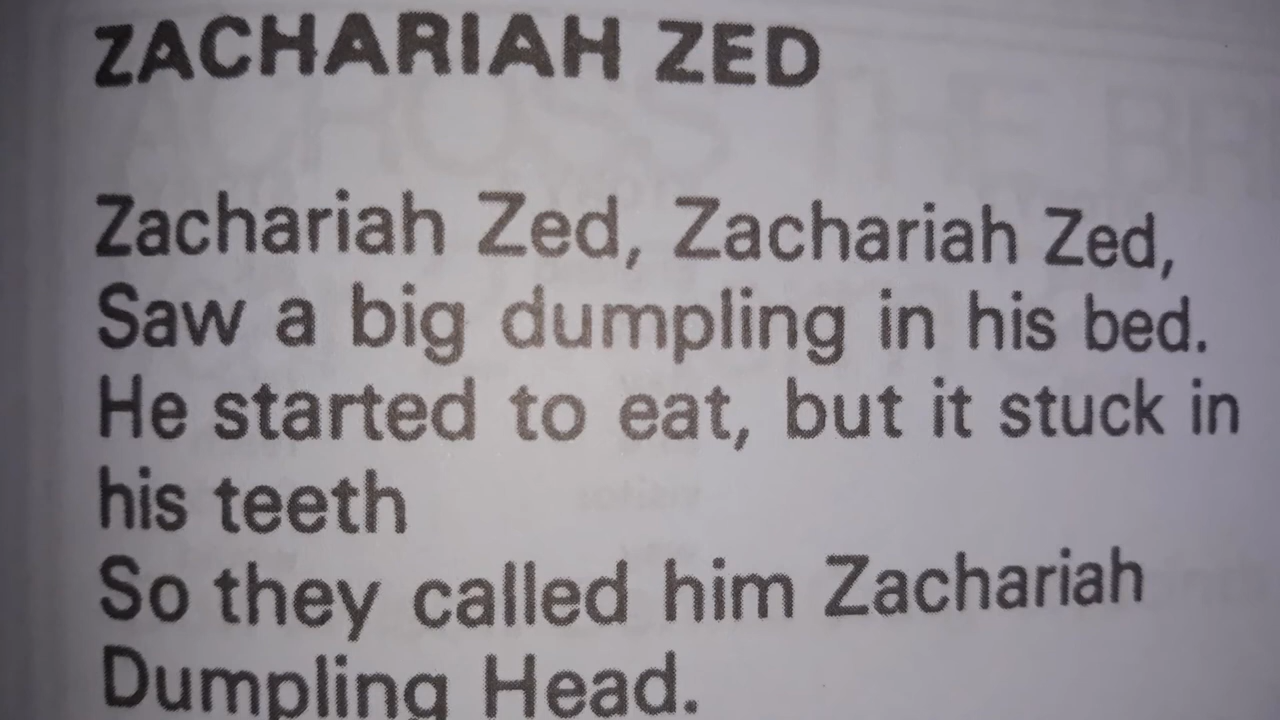 ZACHARIAH ZED
Zachariah Zed, Zachariah Zed,
Saw a big dumpling in his bed.
He started to eat, but it stuck in
his teeth
So they called him Zachariah
Dumpling Head.